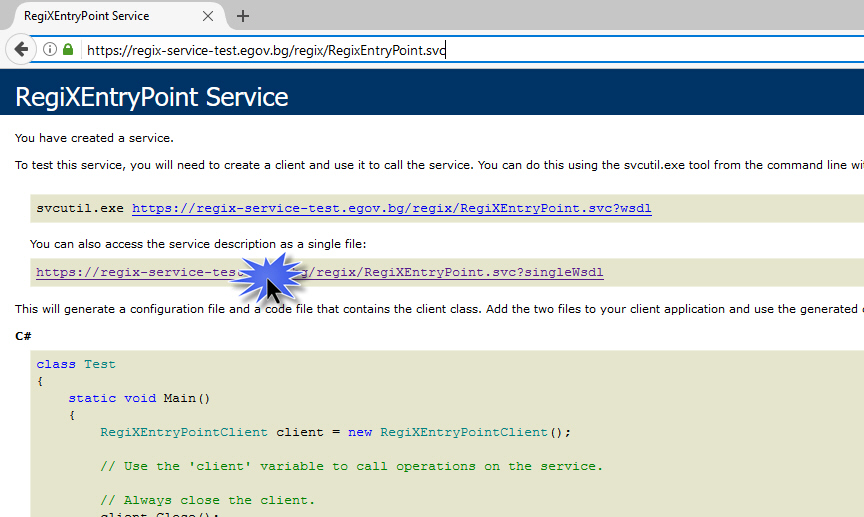 RegiXEntryPoint Service
https://regix-service-test.egov.bg/regix/RegixEntryPoint.svc
RegiXEntryPoint Service
You have created a service.
To test this service, you will need to create a client and use it to call the service. You can do this using the svcutil.exe tool from the command line
svcutil.exe https://regix-service-test.egov.bg/regix/RegiXEntryPoint.svc?wsdl
You can also access the service description as a single file:
https://regix-service-test g/regix/RegiXEntryPoint.svc?singleWsdl
This will generate a configuration file and a code file that contains the client class. Add the two files to your client application and use the generated
C#
class Test
{
static void Main()
{
RegiXEntryPointClient client = new RegiXEntryPointClient();
// Use the 'client' variable to call operations on the service.
// Always close the client.
client.Close();